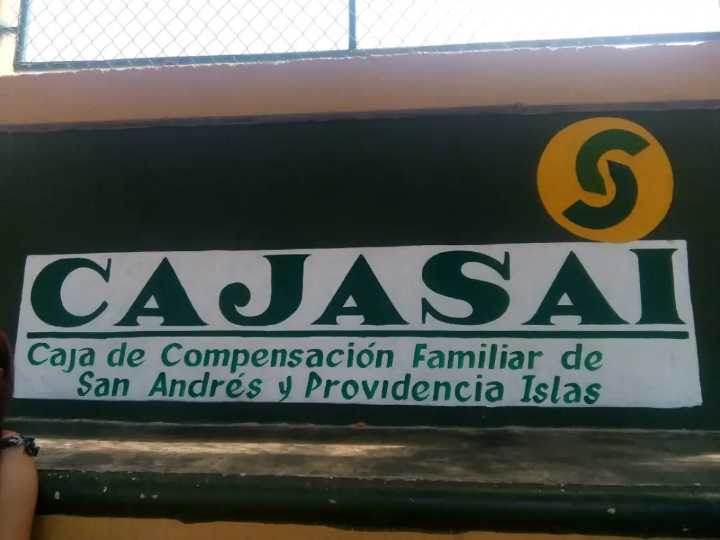 CAJASAI
Caja de Compensación Familiar de
San Andrés y Providencia Islas